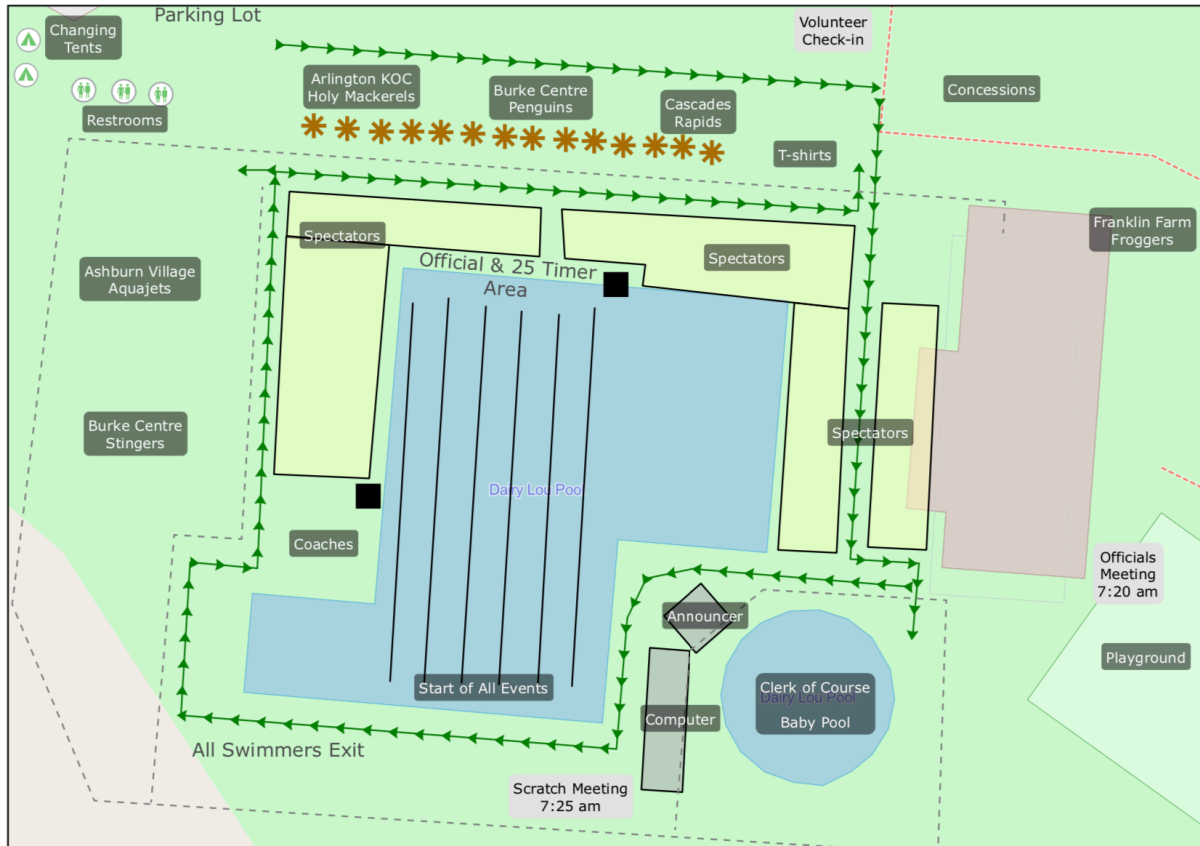 Parking Lot
Changing
Tents
Volunteer
Check-in
Arlington KOC
Holy Mackerels
Burke Centre
Penguins
Cascades
Rapids
Concessions
Restrooms
T-shirts
Franklin Farm
Froggers
Spectators
Spectators
Official & 25 Timer
Area
Ashburn Village
Aquajets
Burke Centre
Stingers
Spectators
Dairy Lou Pool
Coaches
Officials
Meeting
7:20 am
Announcer
Playground
Start of All Events
Clerk of Course
Dairy Lou Pool
Baby Pool
Computer
All Swimmers Exit
Scratch Meeting
7:25 am